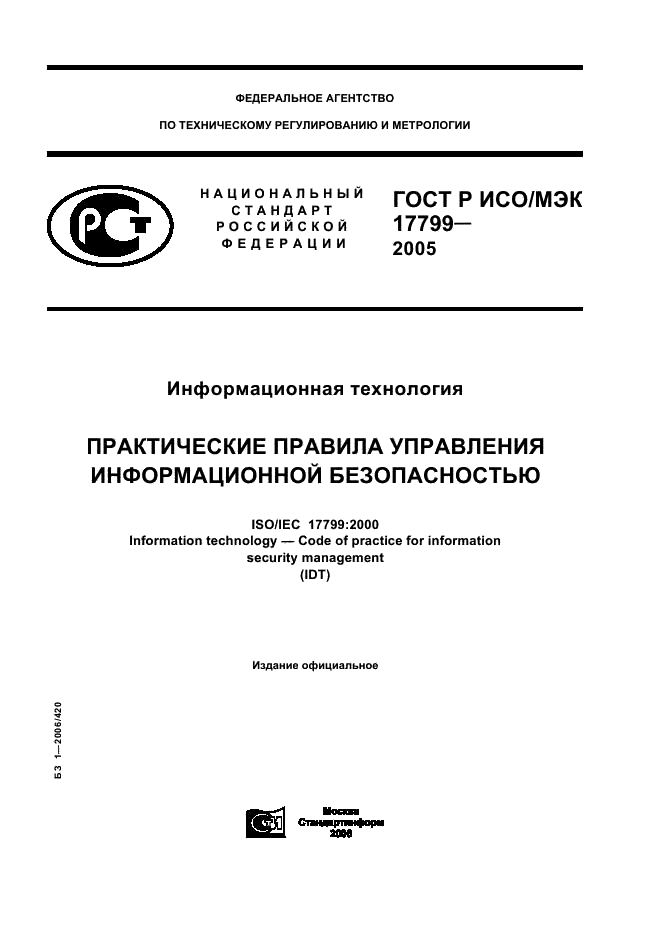 ФЕДЕРАЛЬНОЕ АГЕНТСТВО
ПО ТЕХНИЧЕСКОМУ РЕГУЛИРОВАНИЮ И МЕТРОЛОГИИ
РСТ
НАЦИОНАЛЬНЫЙ
СТАНДАРТ
РОССИЙСКОЙ
ФЕДЕРАЦИИ
ГОСТ Р ИСО/МЭК
17799—
2005
Информационная технология
ПРАКТИЧЕСКИЕ ПРАВИЛА УПРАВЛЕНИЯ
ИНФОРМАЦИОННОЙ БЕЗОПАСНОСТЬЮ
ISO/IEC 17799:2000
Information technology — Code of practice for information
security management
(IDT)
Издание официальное
БЗ 1—2006/420
Москва
Стандартинформ
2006